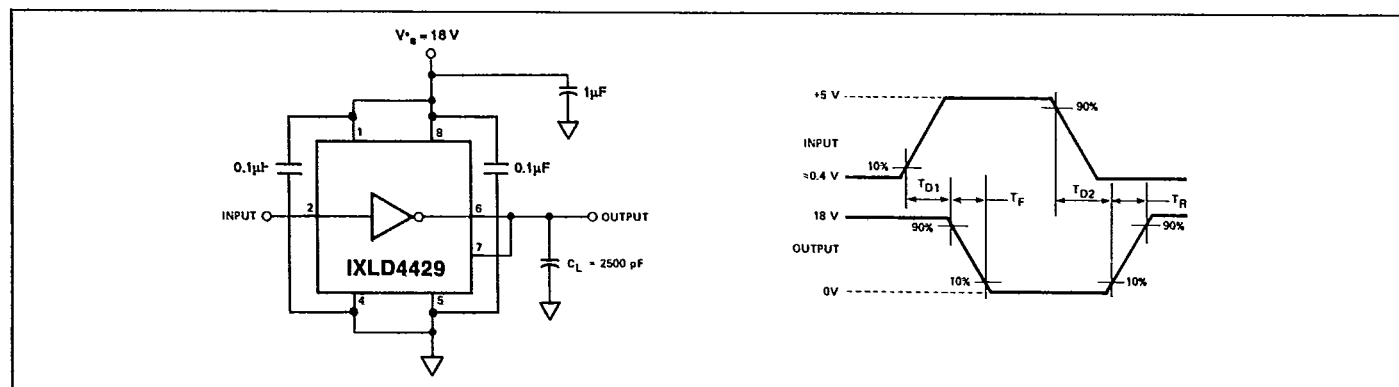 V+s = 18 V
1μF
1
8
0.1μF
0.1μF
INPUT
2
6
OUTPUT
7
CL = 2500 pF
IXLD4429
4
5
+5 V
90%
INPUT
10%
≈0.4 V
TD1
TF
TD2
TR
18 V
90%
90%
OUTPUT
10%
10%
0V